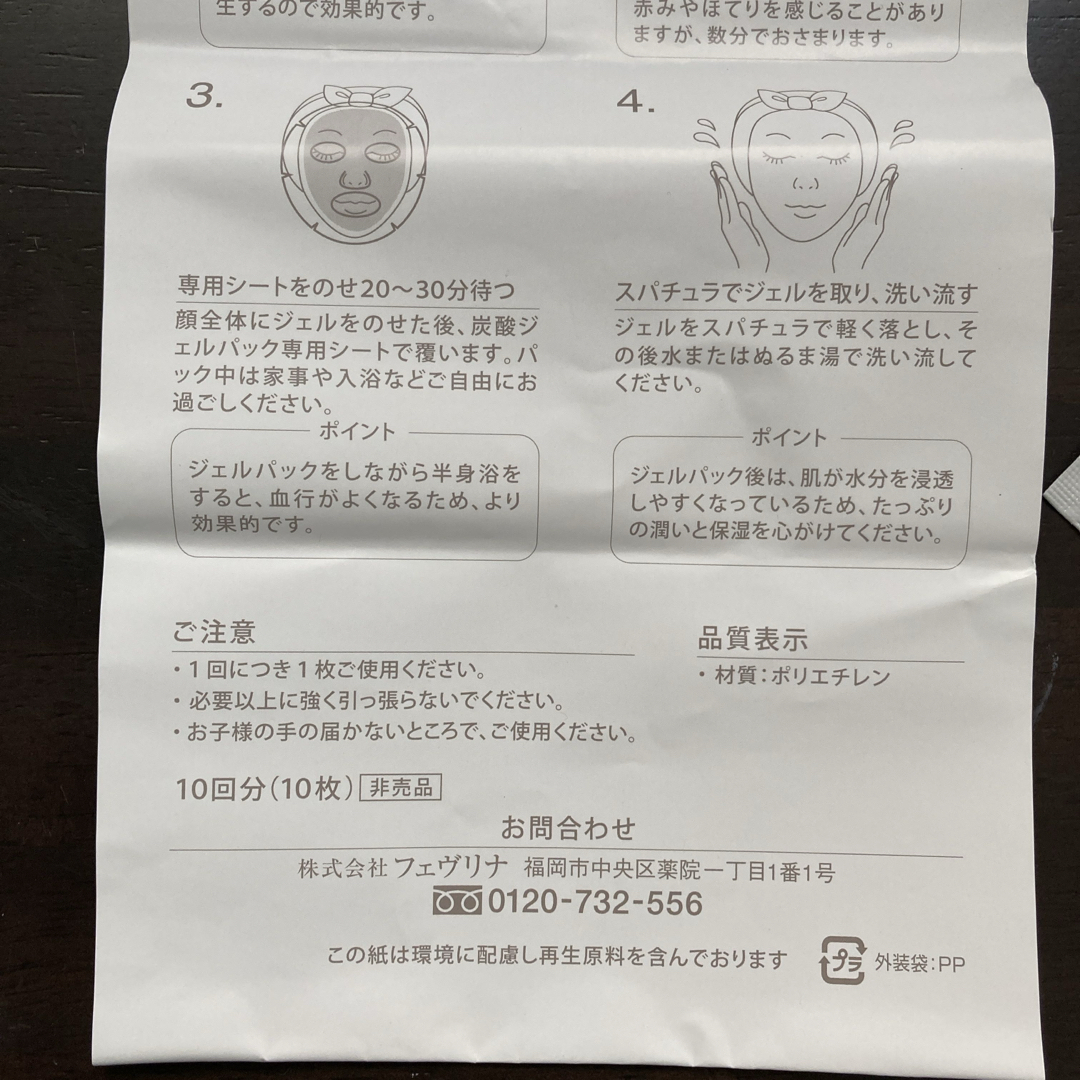 生するので効果的です。
赤みやほてりを感じることがあり
ますが、数分でおさまります。
3.
専用シートをのせ20～30分待つ
顔全体にジェルをのせた後、炭酸ジ
ェルパック専用シートで覆います。パ
ック中は家事や入浴などご自由にお
過ごしください。
ポイント
ジェルパックをしながら半身浴を
すると、血行がよくなるため、より
効果的です。
4.
スパチュラでジェルを取り、洗い流す
ジェルをスパチュラで軽く落とし、そ
の後水またはぬるま湯で洗い流して
ください。
ポイント
ジェルパック後は、肌が水分を浸透
しやすくなっているため、たっぷり
の潤いと保湿を心がけてください。
ご注意
・1回につき1枚ご使用ください。
・必要以上に強く引っ張らないでください。
・お子様の手の届かないところで、ご使用ください。
品質表示
・材質：ポリエチレン
10回分(10枚) 非売品
お問合わせ
株式会社 フェヴリナ 福岡市中央区薬院一丁目1番1号
0120-732-556
この紙は環境に配慮し再生原料を含んでおります
プラ 外装袋：PP